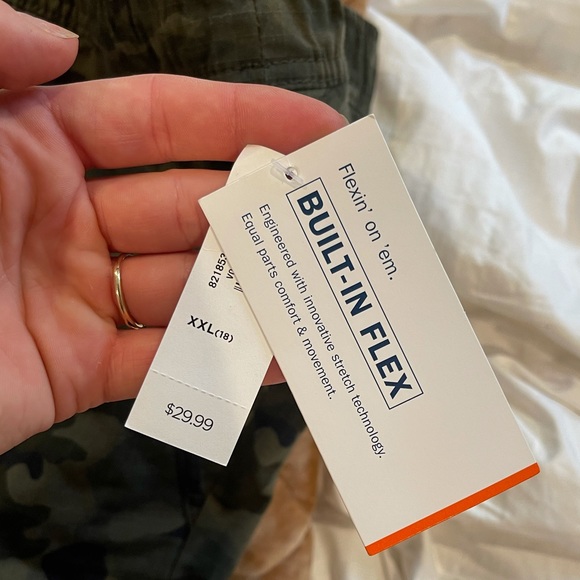 Flexin' on 'em.
BUILT-IN FLEX
Engineered with innovative stretch technology.
Equal parts comfort & movement.
XXL(18)
$29.99